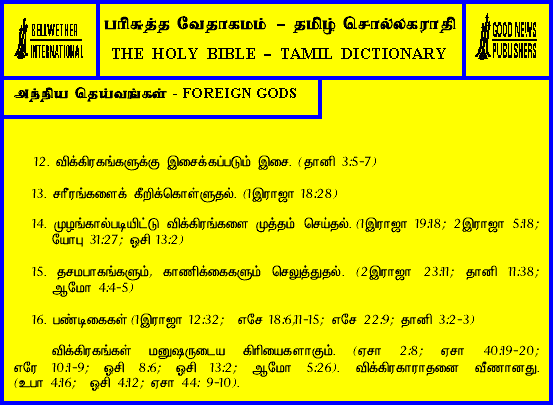 BELLWETHER
INTERNATIONAL
பரிசுத்த வேதாகமம் – தமிழ் சொல்லகராதி
THE HOLY BIBLE – TAMIL DICTIONARY
GOOD NEWS
PUBLISHERS
அந்நிய தெய்வங்கள் - FOREIGN GODS
12. விக்கிரகங்களுக்கு இசைக்கப்படும் இசை. (தானி 3:5-7)
13. சரீரங்களைக் கீறிக்கொள்ளுதல். (1இராஜா 18:28)
14. முழங்கால்படியிட்டு விக்கிரங்களை முத்தம் செய்தல். (1இராஜா 19:18; 2இராஜா 5:18;
யோபு 31:27; ஓசி 13:2)
15. தசமபாகங்களும், காணிக்கைகளும் செலுத்துதல். (2இராஜா 23:11; தானி 11:38;
ஆமோ 4:4-5)
16. பண்டிகைகள் (1இராஜா 12:32; எசே 18:6,11-15; எசே 22:9; தானி 3:2-3)
விக்கிரகங்கள் மனுஷருடைய கிரியைகளாகும். (ஏசா 2:8; ஏசா 40:19-20;
எரே 10:1-9; ஓசி 8:6; ஓசி 13:2; ஆமோ 5:26). விக்கிரகாராதனை வீணானது.
(உபா 4:16; ஓசி 4:12; ஏசா 44: 9-10).